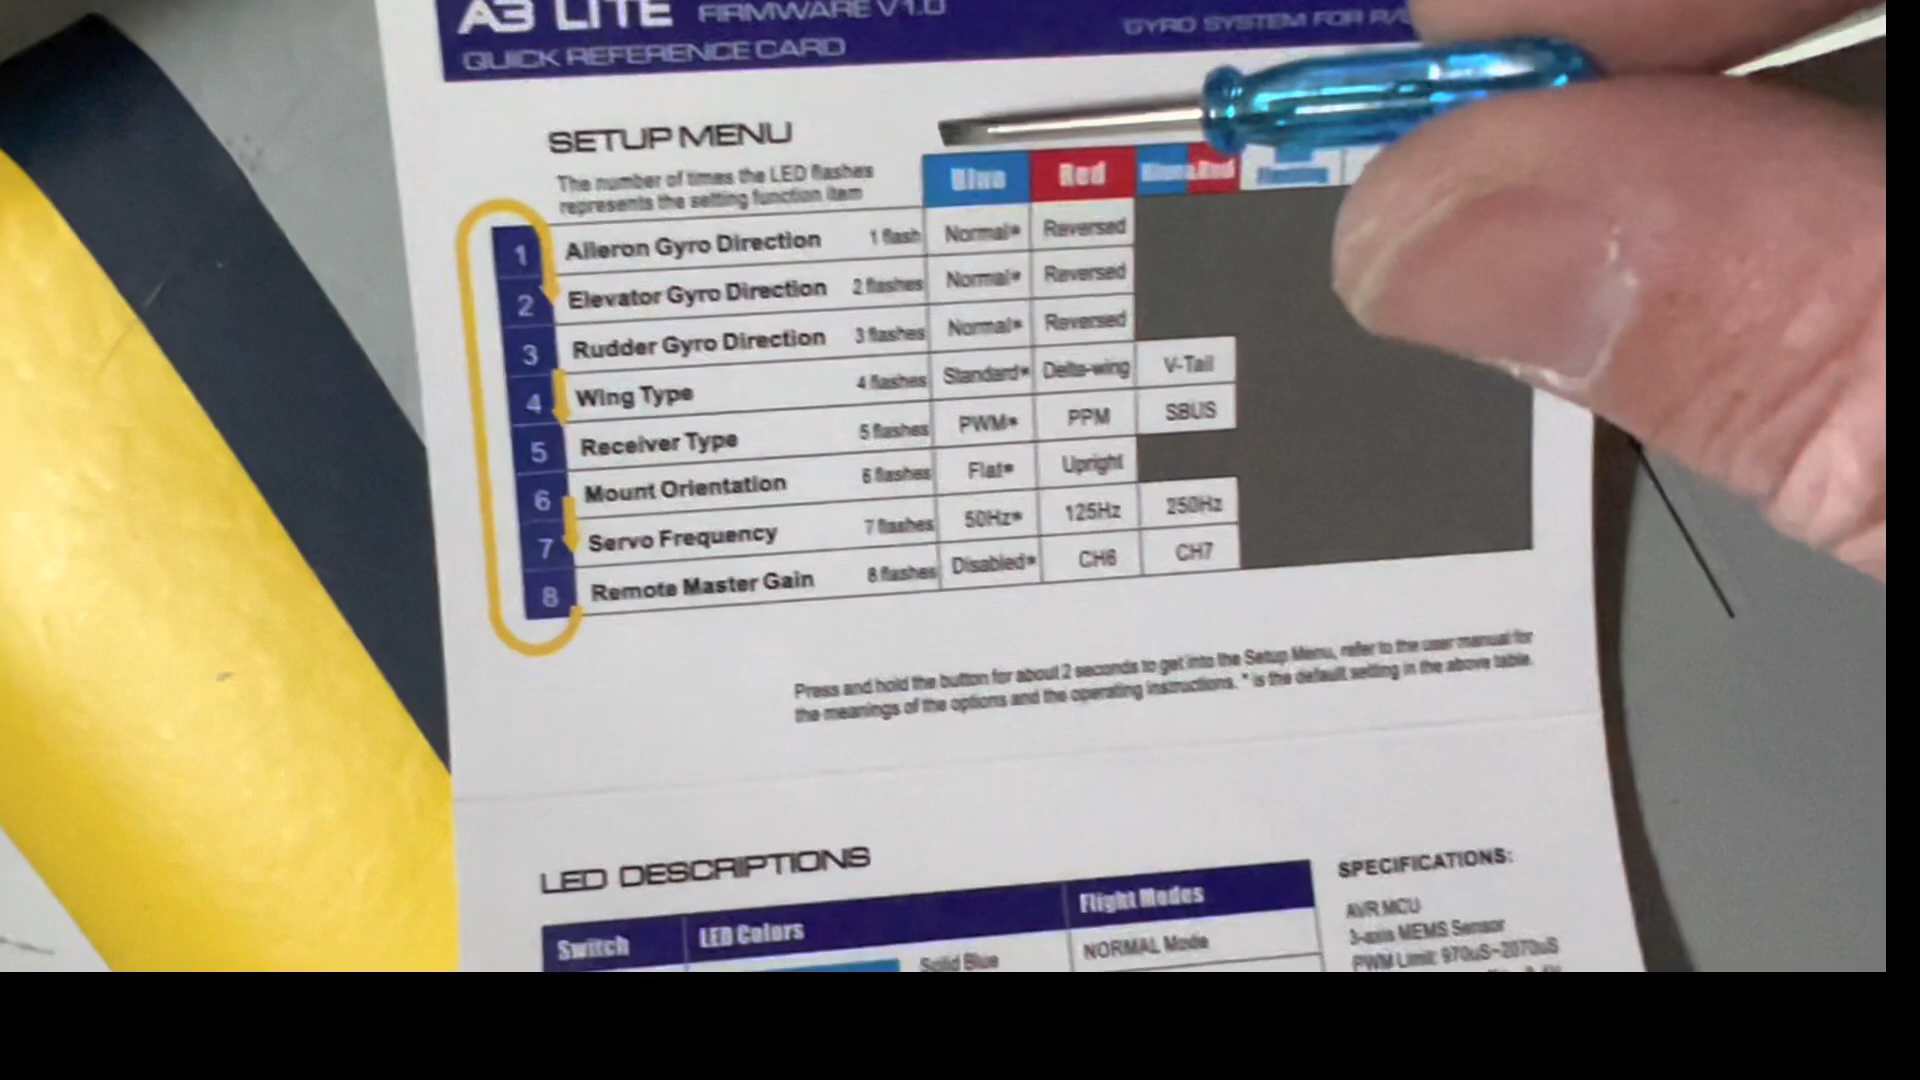 A3 LITE FIRMWARE V1.0
QUICK REFERENCE CARD
GYRO SYSTEM FOR
SETUP MENU
The number of times the LED flashes
represents the setting function item
Blue Red Blue&Red
1 Aileron Gyro Direction 1 flash Normal* Reversed
2 Elevator Gyro Direction 2 flashes Normal* Reversed
3 Rudder Gyro Direction 3 flashes Normal* Reversed
4 Wing Type 4 flashes Standard* Delta-wing V-Tail
5 Receiver Type 5 flashes PWM* PPM SBUS
6 Mount Orientation 6 flashes Flat* Upright
7 Servo Frequency 7 flashes 50Hz* 125Hz 250Hz
8 Remote Master Gain 8 flashes Disabled* CH6 CH7
Press and hold the button for about 2 seconds to get into the Setup Menu, refer to the user manual for
the meanings of the options and the operating instructions. * is the default setting in the above table.
LED DESCRIPTIONS
Switch LED Colors Flight Modes
Solid Blue NORMAL Mode
SPECIFICATIONS:
AVR MCU
3-axis MEMS Sensor
PWM Limit: 970uS~2070uS